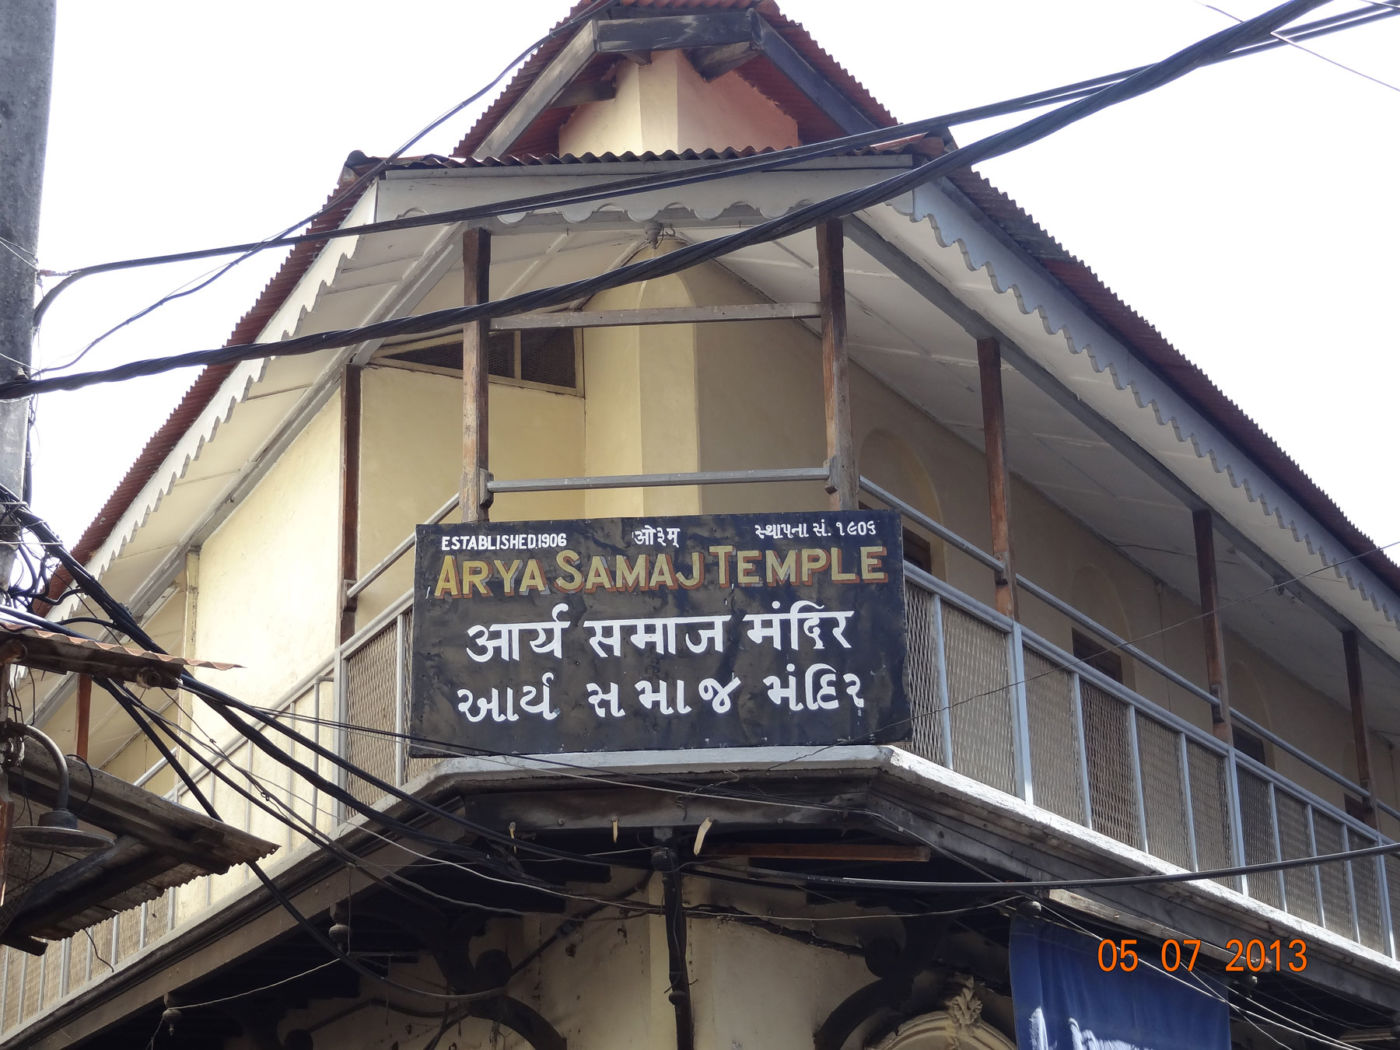 ESTABLISHED.1906 ओ३म् સ્થાપના સં. ૧૯૦૬
ARYA SAMAJ TEMPLE
आर्य समाज मंदिर
આર્ય સમાજ મંદિર
05 07 2013